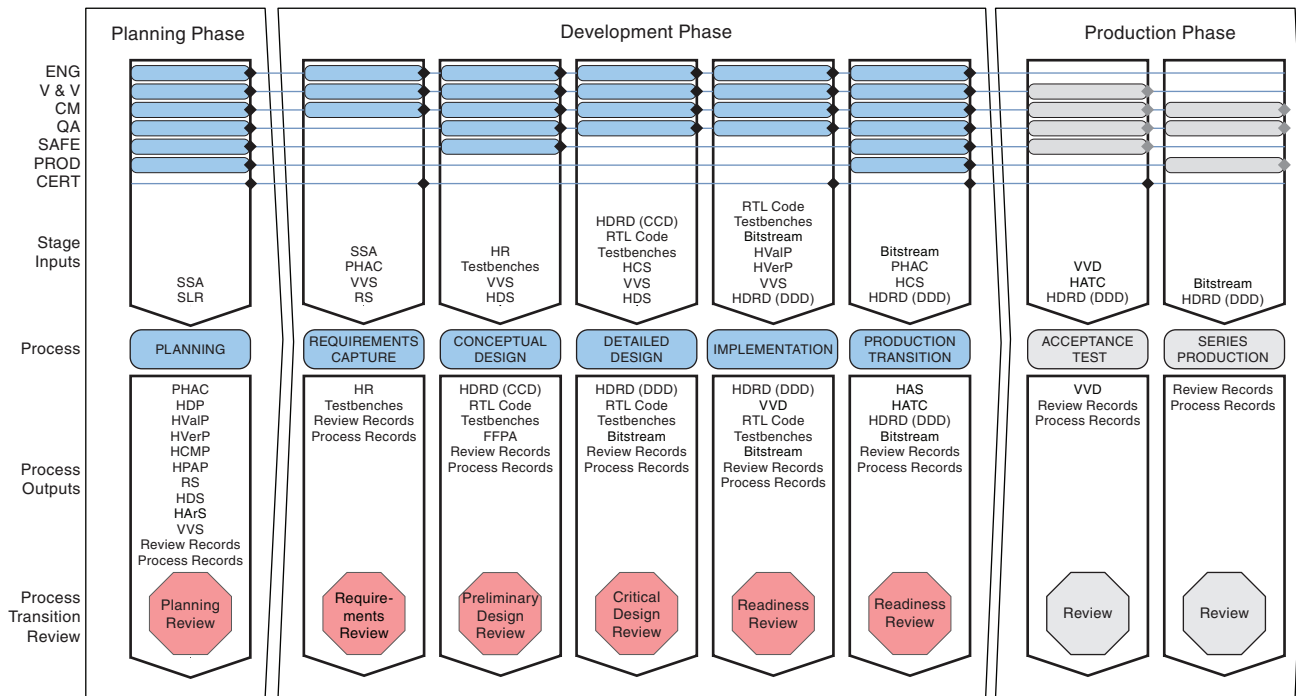 Planning Phase
Development Phase
Production Phase
ENG
V & V
CM
QA
SAFE
PROD
CERT
Stage
Inputs
SSA
SLR
SSA
PHAC
VVS
RS
HR
Testbenches
VVS
HDS
HDRD (CCD)
RTL Code
Testbenches
HCS
VVS
HDS
RTL Code
Testbenches
Bitstream
HValP
HVerP
VVS
HDRD (DDD)
Bitstream
PHAC
HCS
HDRD (DDD)
VVD
HATC
HDRD (DDD)
Bitstream
HDRD (DDD)
Process
PLANNING
REQUIREMENTS
CAPTURE
CONCEPTUAL
DESIGN
DETAILED
DESIGN
IMPLEMENTATION
PRODUCTION
TRANSITION
ACCEPTANCE
TEST
SERIES
PRODUCTION
Process
Outputs
PHAC
HDP
HValP
HVerP
HCMP
HPAP
RS
HDS
HArS
VVS
Review Records
Process Records
HR
Testbenches
Review Records
Process Records
HDRD (CCD)
RTL Code
Testbenches
FFPA
Review Records
Process Records
HDRD (DDD)
RTL Code
Testbenches
Bitstream
Review Records
Process Records
HDRD (DDD)
VVD
RTL Code
Testbenches
Bitstream
Review Records
Process Records
HAS
HATC
HDRD (DDD)
Bitstream
Review Records
Process Records
VVD
Review Records
Process Records
Review Records
Process Records
Process
Transition
Review
Planning
Review
Require-
ments
Review
Preliminary
Design
Review
Critical
Design
Review
Readiness
Review
Readiness
Review
Review
Review